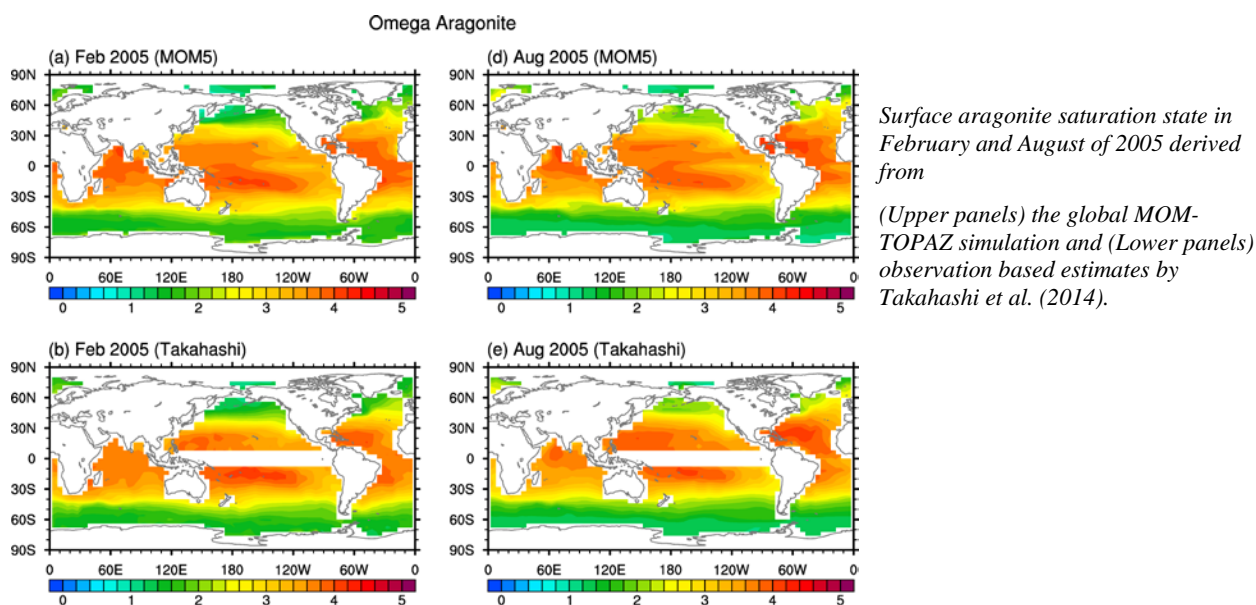 Omega Aragonite
(a) Feb 2005 (MOM5)
90N
60N
30N
0
30S
60S
90S
0 60E 120E 180 120W 60W 0
0 1 2 3 4 5
(d) Aug 2005 (MOM5)
90N
60N
30N
0
30S
60S
90S
0 60E 120E 180 120W 60W 0
0 1 2 3 4 5
Surface aragonite saturation state in
February and August of 2005 derived
from
(Upper panels) the global MOM-
TOPAZ simulation and (Lower panels)
observation based estimates by
Takahashi et al. (2014).
(b) Feb 2005 (Takahashi)
90N
60N
30N
0
30S
60S
90S
0 60E 120E 180 120W 60W 0
0 1 2 3 4 5
(e) Aug 2005 (Takahashi)
90N
60N
30N
0
30S
60S
90S
0 60E 120E 180 120W 60W 0
0 1 2 3 4 5